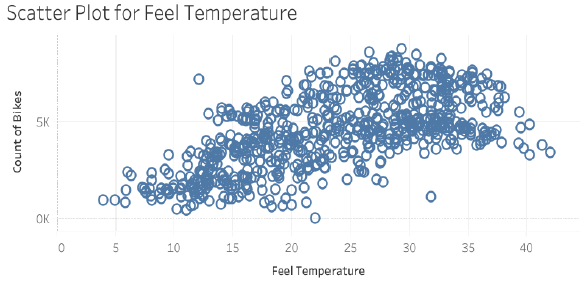 Scatter Plot for Feel Temperature
Count of Bikes
5K
0K
0 5 10 15 20 25 30 35 40
Feel Temperature